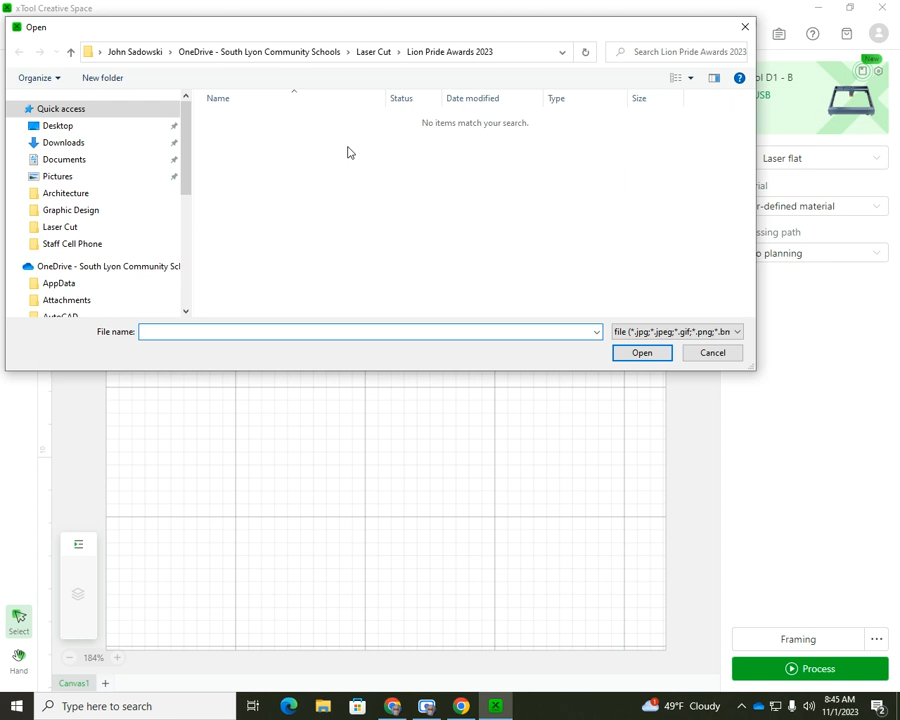 xTool Creative Space
Open
John Sadowski > OneDrive - South Lyon Community Schools > Laser Cut > Lion Pride Awards 2023
Search Lion Pride Awards 2023
Organize
New folder
Name
Status
Date modified
Type
Size
No items match your search.
Quick access
Desktop
Downloads
Documents
Pictures
Architecture
Graphic Design
Laser Cut
Staff Cell Phone
OneDrive - South Lyon Community Scl
AppData
Attachments
AutoCAD
File name:
file (*.jpg;*.jpeg;*.gif;*.png;*.bn
Open
Cancel
New
ol D1 - B
USB
Laser flat
rial
r-defined material
ssing path
o planning
Select
Hand
184%
Canvas1
Framing
Process
Type here to search
49°F Cloudy
8:45 AM
11/1/2023
2